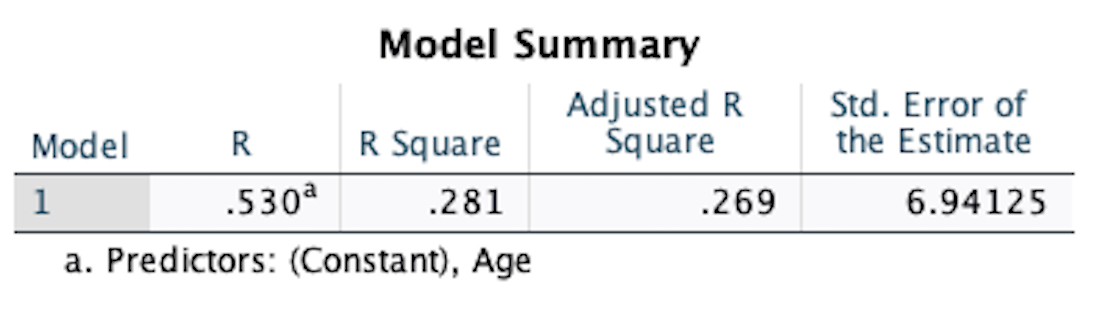 Model Summary
Model R R Square Adjusted R Square Std. Error of the Estimate
1 .530a .281 .269 6.94125
a. Predictors: (Constant), Age